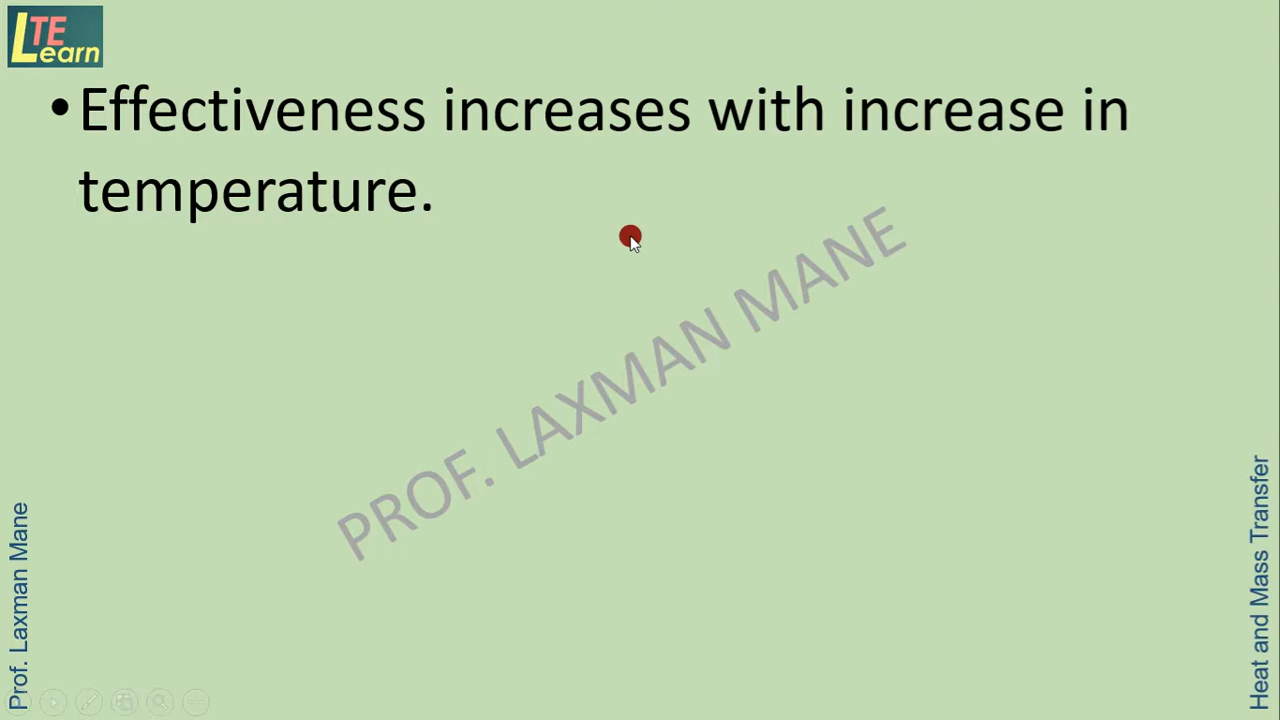 LTE
Learn
•Effectiveness increases with increase in
temperature.
PROF. LAXMAN MANE
Prof. Laxman Mane
Heat and Mass Transfer